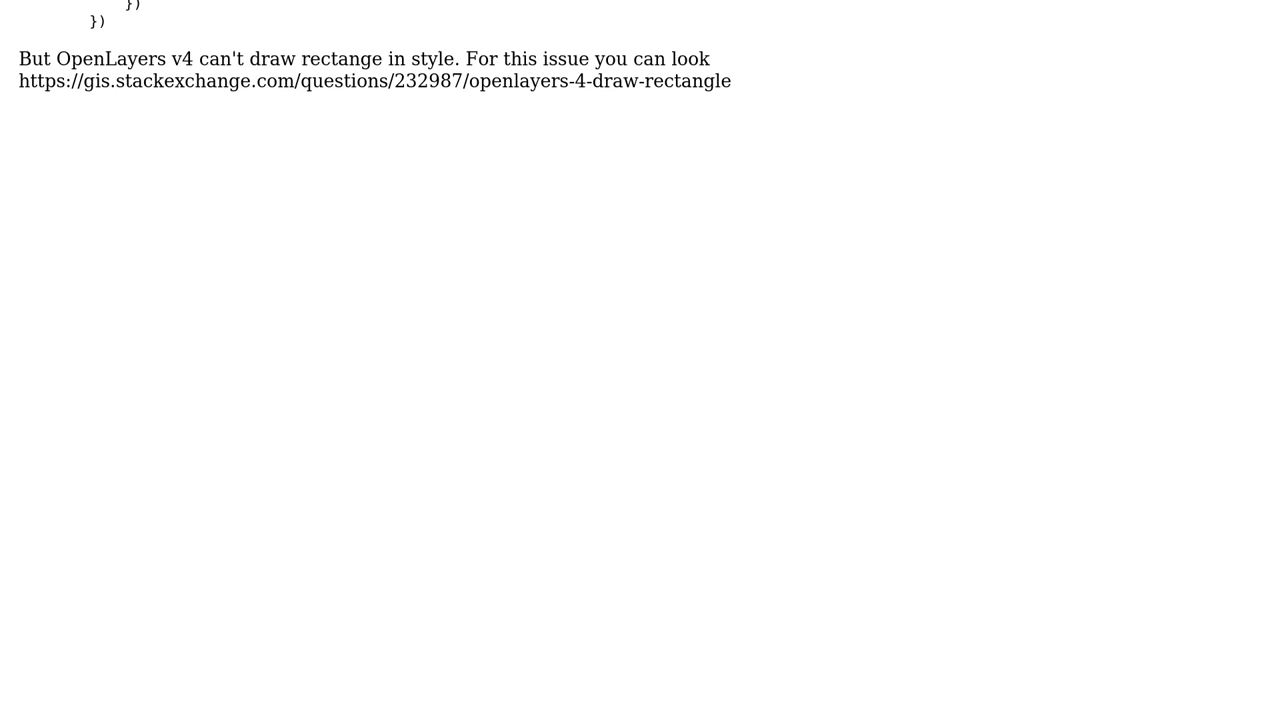 })
})
But OpenLayers v4 can't draw rectange in style. For this issue you can look
https://gis.stackexchange.com/questions/232987/openlayers-4-draw-rectangle